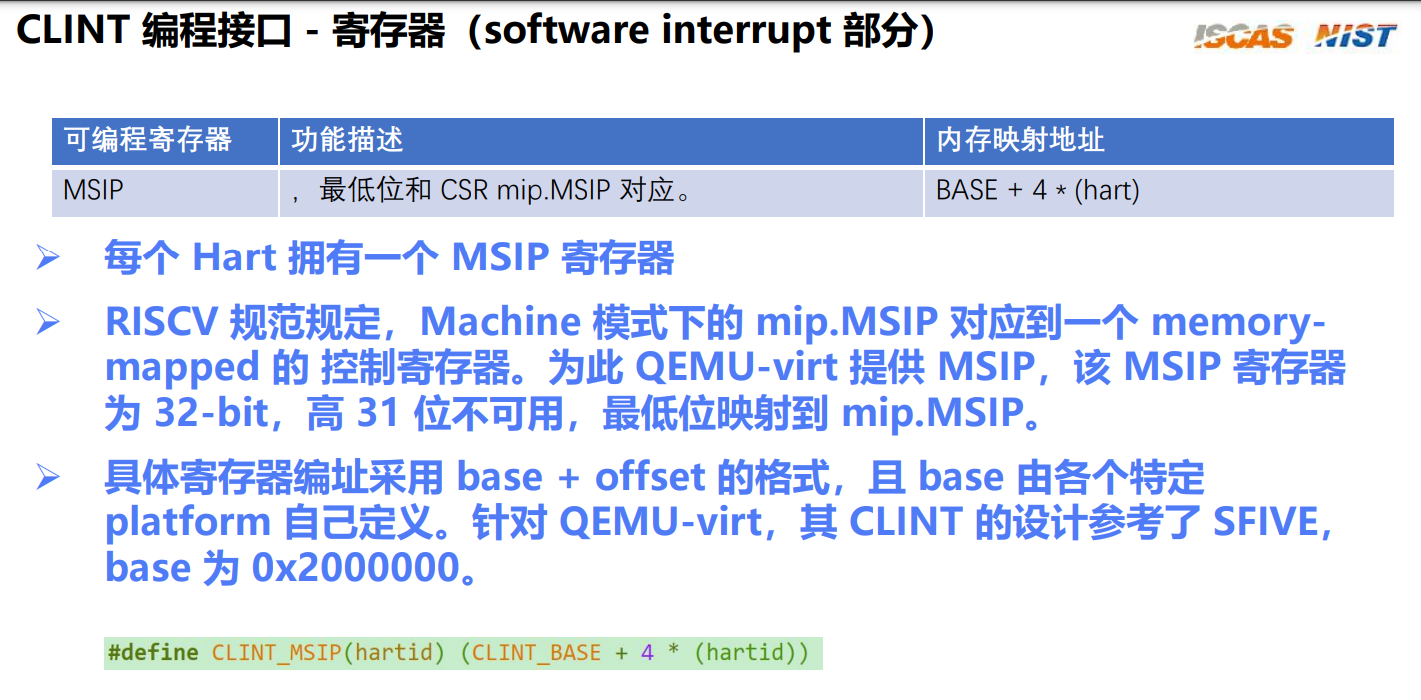 CLINT 编程接口 - 寄存器（software interrupt 部分）
ISCAS NIST
可编程寄存器 功能描述 内存映射地址
MSIP ，最低位和 CSR mip.MSIP 对应。 BASE + 4 * (hart)
➢ 每个 Hart 拥有一个 MSIP 寄存器
➢ RISCV 规范规定，Machine 模式下的 mip.MSIP 对应到一个 memory-
mapped 的 控制寄存器。为此 QEMU-virt 提供 MSIP，该 MSIP 寄存器
为 32-bit，高 31 位不可用，最低位映射到 mip.MSIP。
➢ 具体寄存器编址采用 base + offset 的格式，且 base 由各个特定
platform 自己定义。针对 QEMU-virt，其 CLINT 的设计参考了 SFIVE，
base 为 0x2000000。
#define CLINT_MSIP(hartid) (CLINT_BASE + 4 * (hartid))